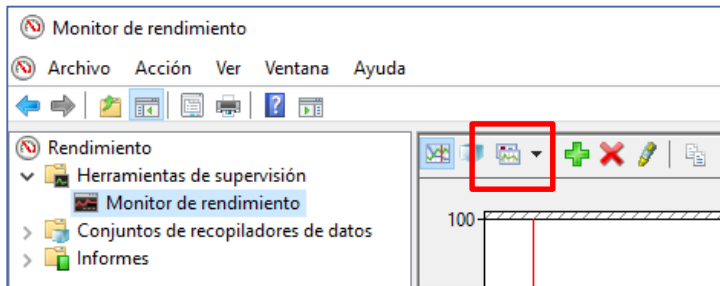 Monitor de rendimiento
Archivo Acción Ver Ventana Ayuda
Rendimiento
Herramientas de supervisión
Monitor de rendimiento
Conjuntos de recopiladores de datos
Informes
100